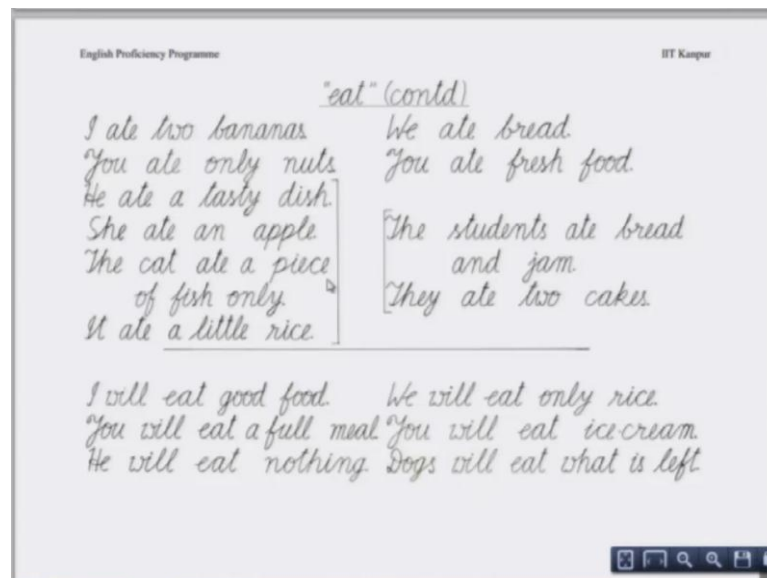 English Proficiency Programme
IIT Kanpur
"eat" (contd)
I ate two bananas.
You ate only nuts.
He ate a tasty dish.
She ate an apple
The cat ate a piece
of fish only.
It ate a little rice.
We ate bread.
You ate fresh food.
The students ate bread
and jam.
They ate two cakes.
I will eat good food.
You will eat a full meal.
He will eat nothing.
We will eat only rice.
You will eat ice-cream.
Dogs will eat what is left.